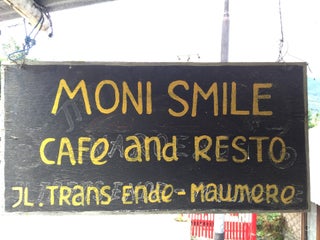 MONI SMILE
CAFe and RESTO
JL. TRans Ende - Maumere